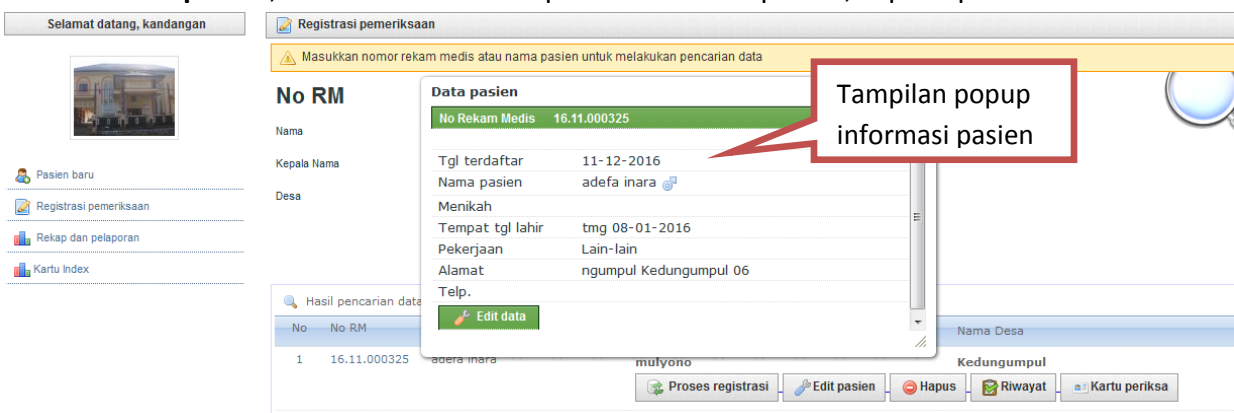 Selamat datang, kandangan
Registrasi pemeriksaan
Masukkan nomor rekam medis atau nama pasien untuk melakukan pencarian data
No RM
Nama
Kepala Nama
Desa
Pasien baru
Registrasi pemeriksaan
Rekap dan pelaporan
Kartu Index
Data pasien
No Rekam Medis 16.11.000325
Tgl terdaftar 11-12-2016
Nama pasien adefa inara
Menikah
Tempat tgl lahir tmg 08-01-2016
Pekerjaan Lain-lain
Alamat ngumpul Kedungumpul 06
Telp.
Edit data
Tampilan popup
informasi pasien
Hasil pencarian data
No No RM Nama Desa
1 16.11.000325 adefa inara mulyono Kedungumpul
Proses registrasi Edit pasien Hapus Riwayat Kartu periksa